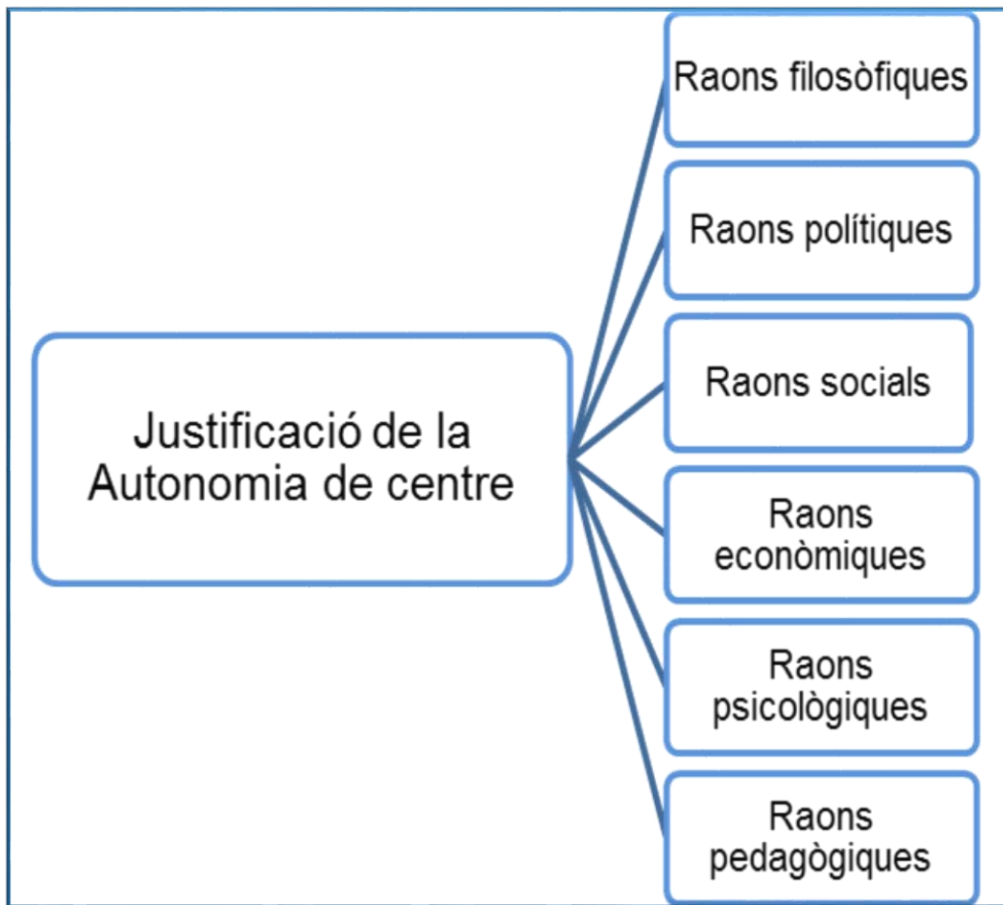 Justificació de la
Autonomia de centre
Raons filosòfiques
Raons polítiques
Raons socials
Raons
econòmiques
Raons
psicològiques
Raons
pedagògiques